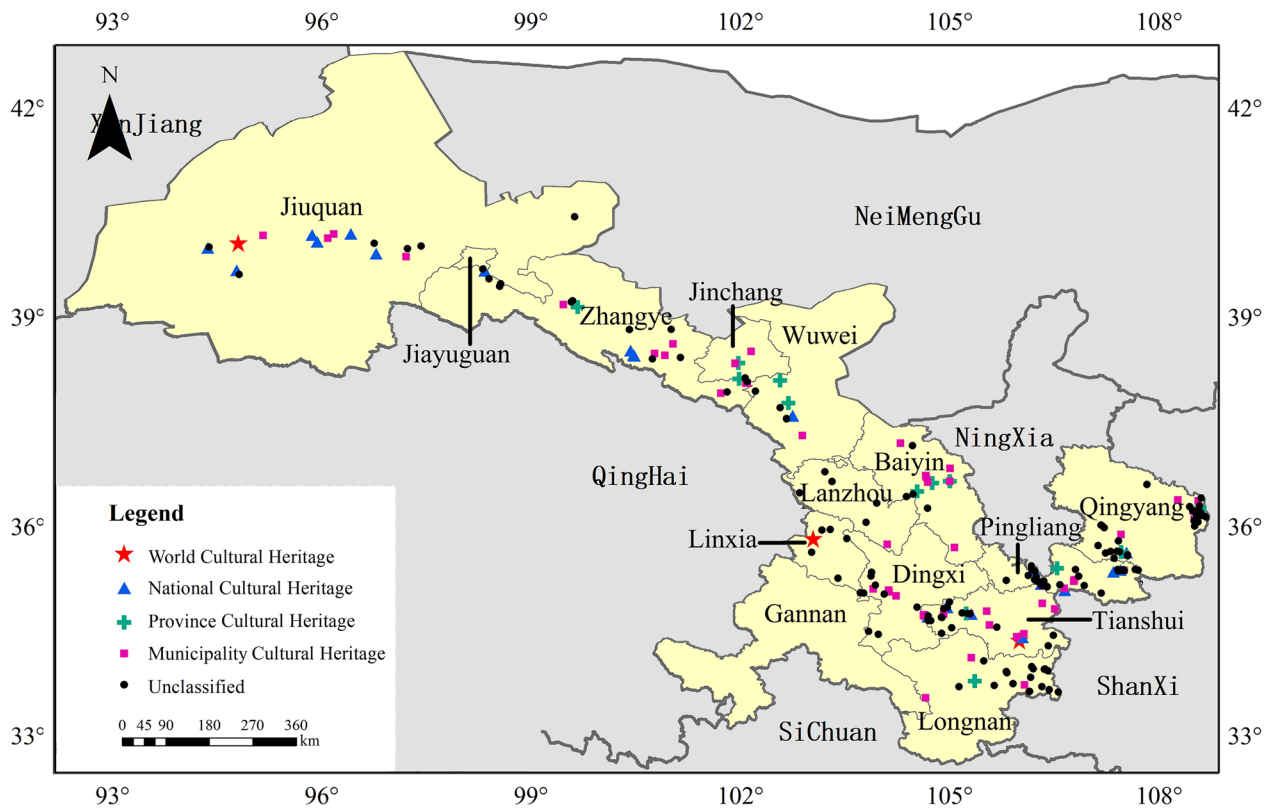 93° 96° 99° 102° 105° 108°
42° 42°
N
XinJiang
Jiuquan
NeiMengGu
Jinchang
39° 39°
Zhangye
Wuwei
Jiayuguan
NingXia
Baiyin
QingHai
Lanzhou
Qingyang
Legend
36° 36°
Pingliang
Linxia
World Cultural Heritage
Dingxi
National Cultural Heritage
Gannan
Province Cultural Heritage
Tianshui
Municipality Cultural Heritage
Unclassified
ShanXi
Longnan
SiChuan
0 45 90 180 270 360
km
33° 33°
93° 96° 99° 102° 105° 108°